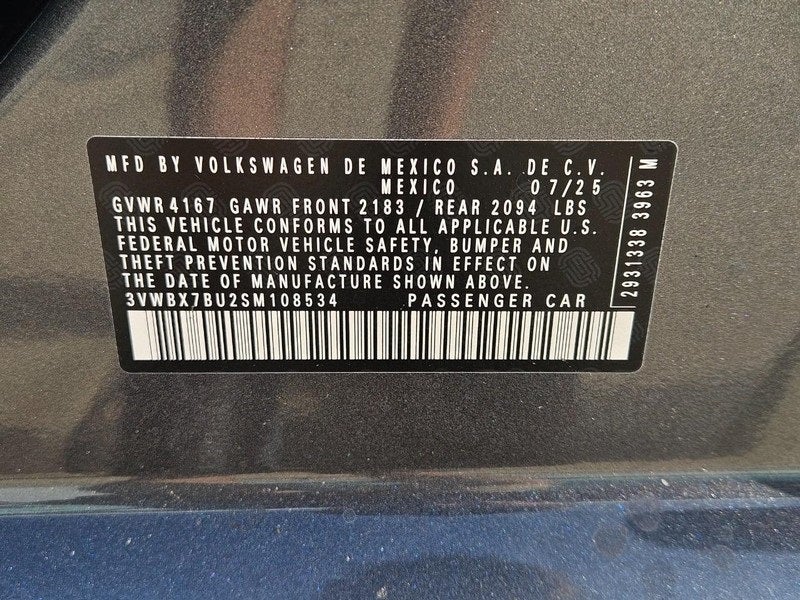 MFD BY VOLKSWAGEN DE MEXICO S.A. DE C.V.
MEXICO 07/25
GVWR 4167 GAWR FRONT 2183 / REAR 2094 LBS
THIS VEHICLE CONFORMS TO ALL APPLICABLE U.S.
FEDERAL MOTOR VEHICLE SAFETY, BUMPER AND
THEFT PREVENTION STANDARDS IN EFFECT ON
THE DATE OF MANUFACTURE SHOWN ABOVE.
3VWBX7BU2SM108534 PASSENGER CAR
2931338 3963 M